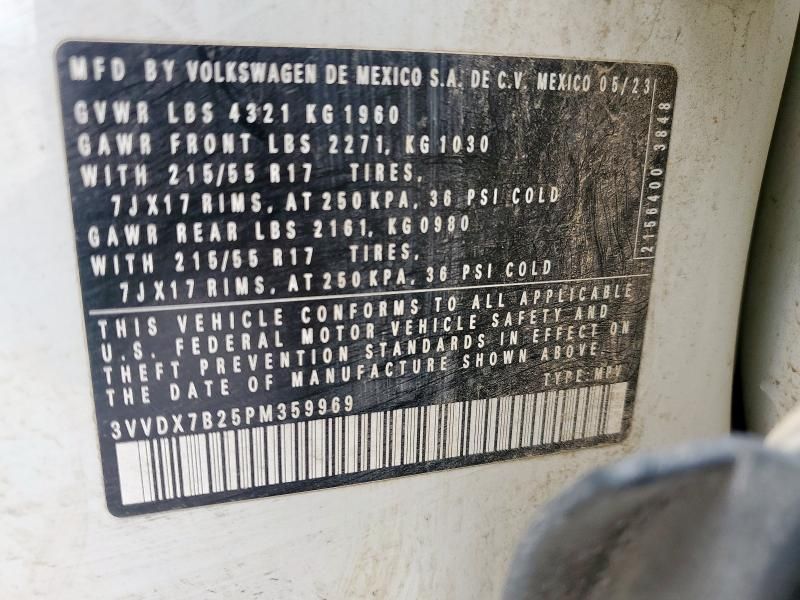 MFD BY VOLKSWAGEN DE MEXICO S.A. DE C.V. MEXICO 05/23
GVWR LBS 4321 KG 1960
GAWR FRONT LBS 2271, KG 1030
WITH 215/55 R17 TIRES,
7JX17 RIMS, AT 250 KPA, 36 PSI COLD
GAWR REAR LBS 2161, KG0980
WITH 215/55 R17 TIRES,
7JX17 RIMS, AT 250 KPA, 36 PSI COLD
THIS VEHICLE CONFORMS TO ALL APPLICABLE
U.S. FEDERAL MOTOR VEHICLE SAFETY AND
THEFT PREVENTION STANDARDS IN EFFECT ON
THE DATE OF MANUFACTURE SHOWN ABOVE.
TYPE: MPV
3VVDX7B25PM359969
2156400 3848